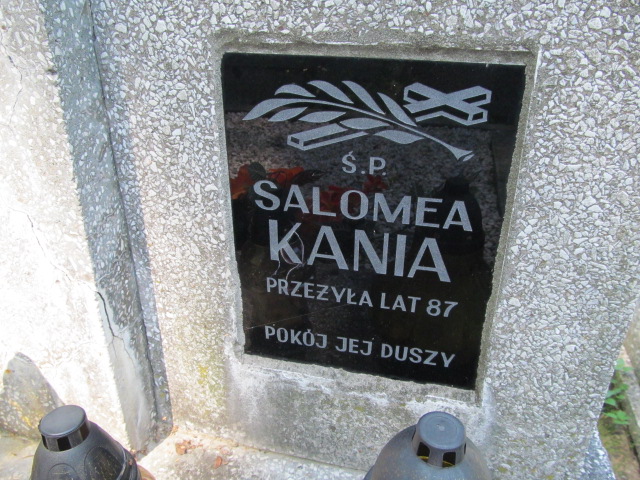 Ś.P.
SALOMEA
KANIA
PRZEŻYŁA LAT 87
POKÓJ JEJ DUSZY